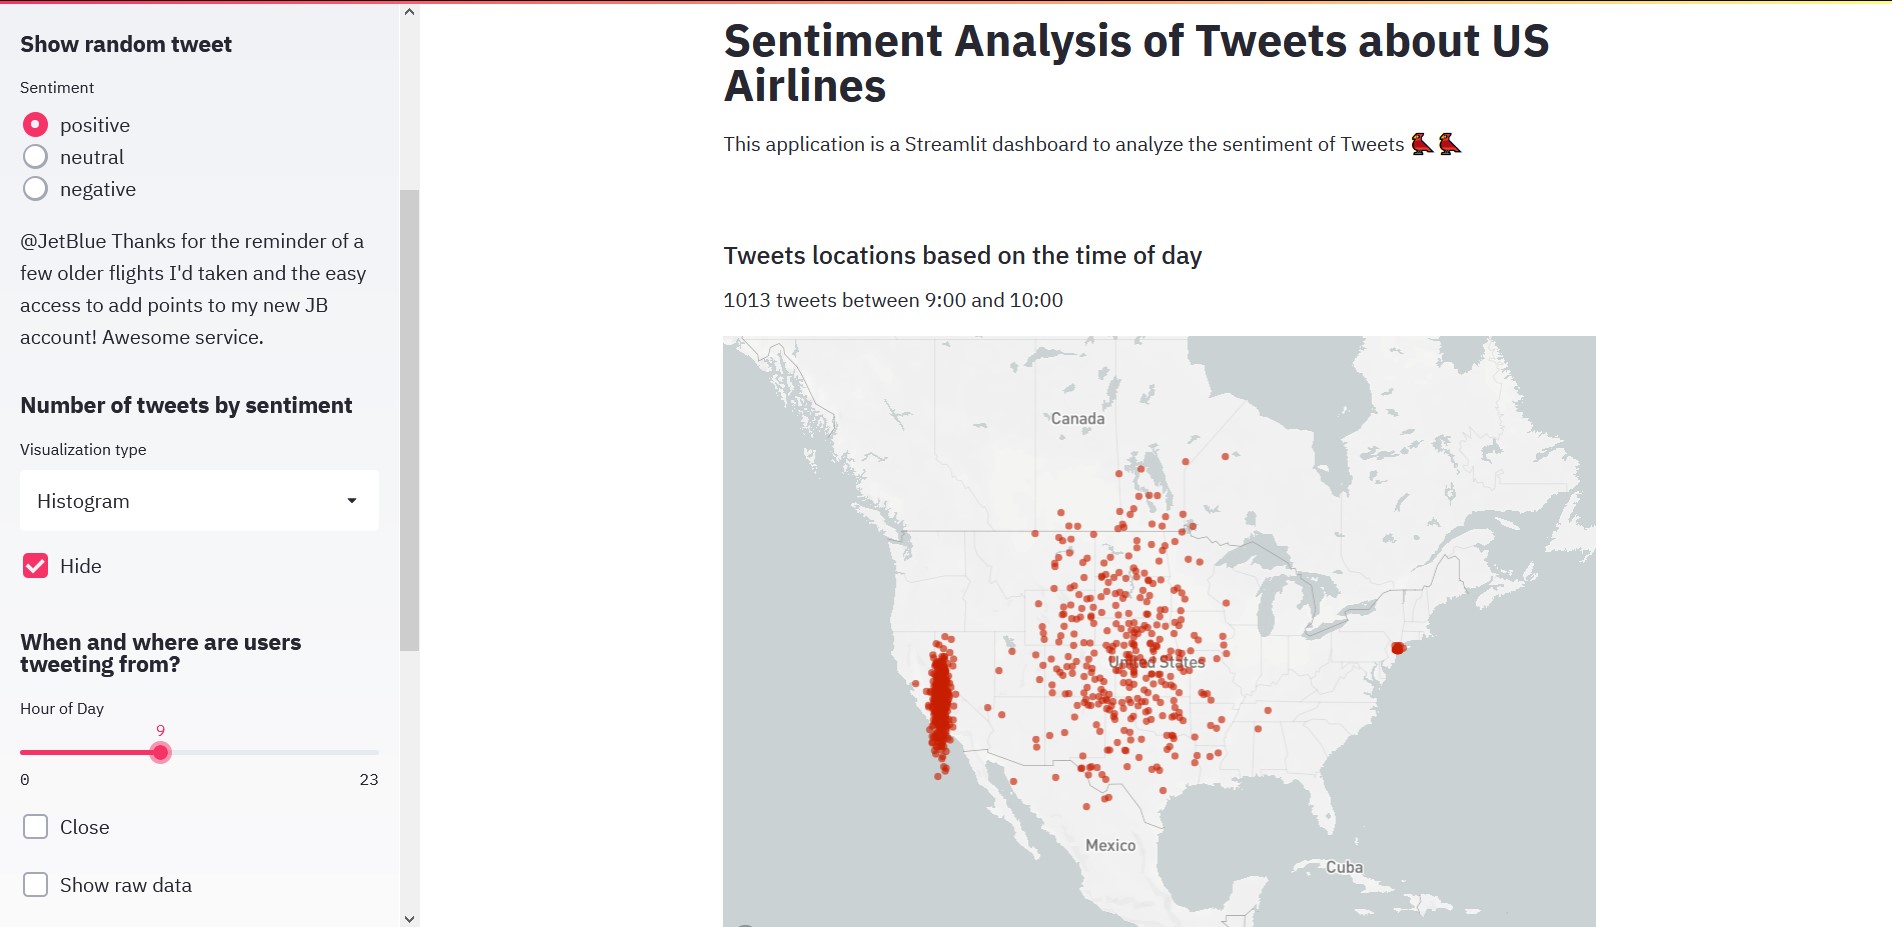 Show random tweet
Sentiment
positive
neutral
negative
@JetBlue Thanks for the reminder of a
few older flights I'd taken and the easy
access to add points to my new JB
account! Awesome service.
Number of tweets by sentiment
Visualization type
Histogram
Hide
When and where are users
tweeting from?
Hour of Day
9
0
23
Close
Show raw data
Sentiment Analysis of Tweets about US
Airlines
This application is a Streamlit dashboard to analyze the sentiment of Tweets
Tweets locations based on the time of day
1013 tweets between 9:00 and 10:00
Canada
United States
Mexico
Cuba